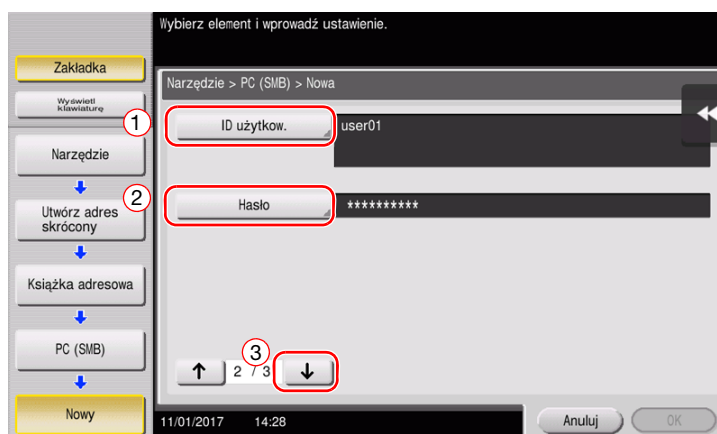 Wybierz element i wprowadź ustawienie.
Zakładka
Wyświetl
klawiaturę
Narzędzie > PC (SMB) > Nowa
1
ID użytkow.
user01
Narzędzie
2
Hasło
**********
Utwórz adres
skrócony
Książka adresowa
PC (SMB)
3
↑ 2 / 3 ↓
Nowy
11/01/2017 14:28
Anuluj
OK